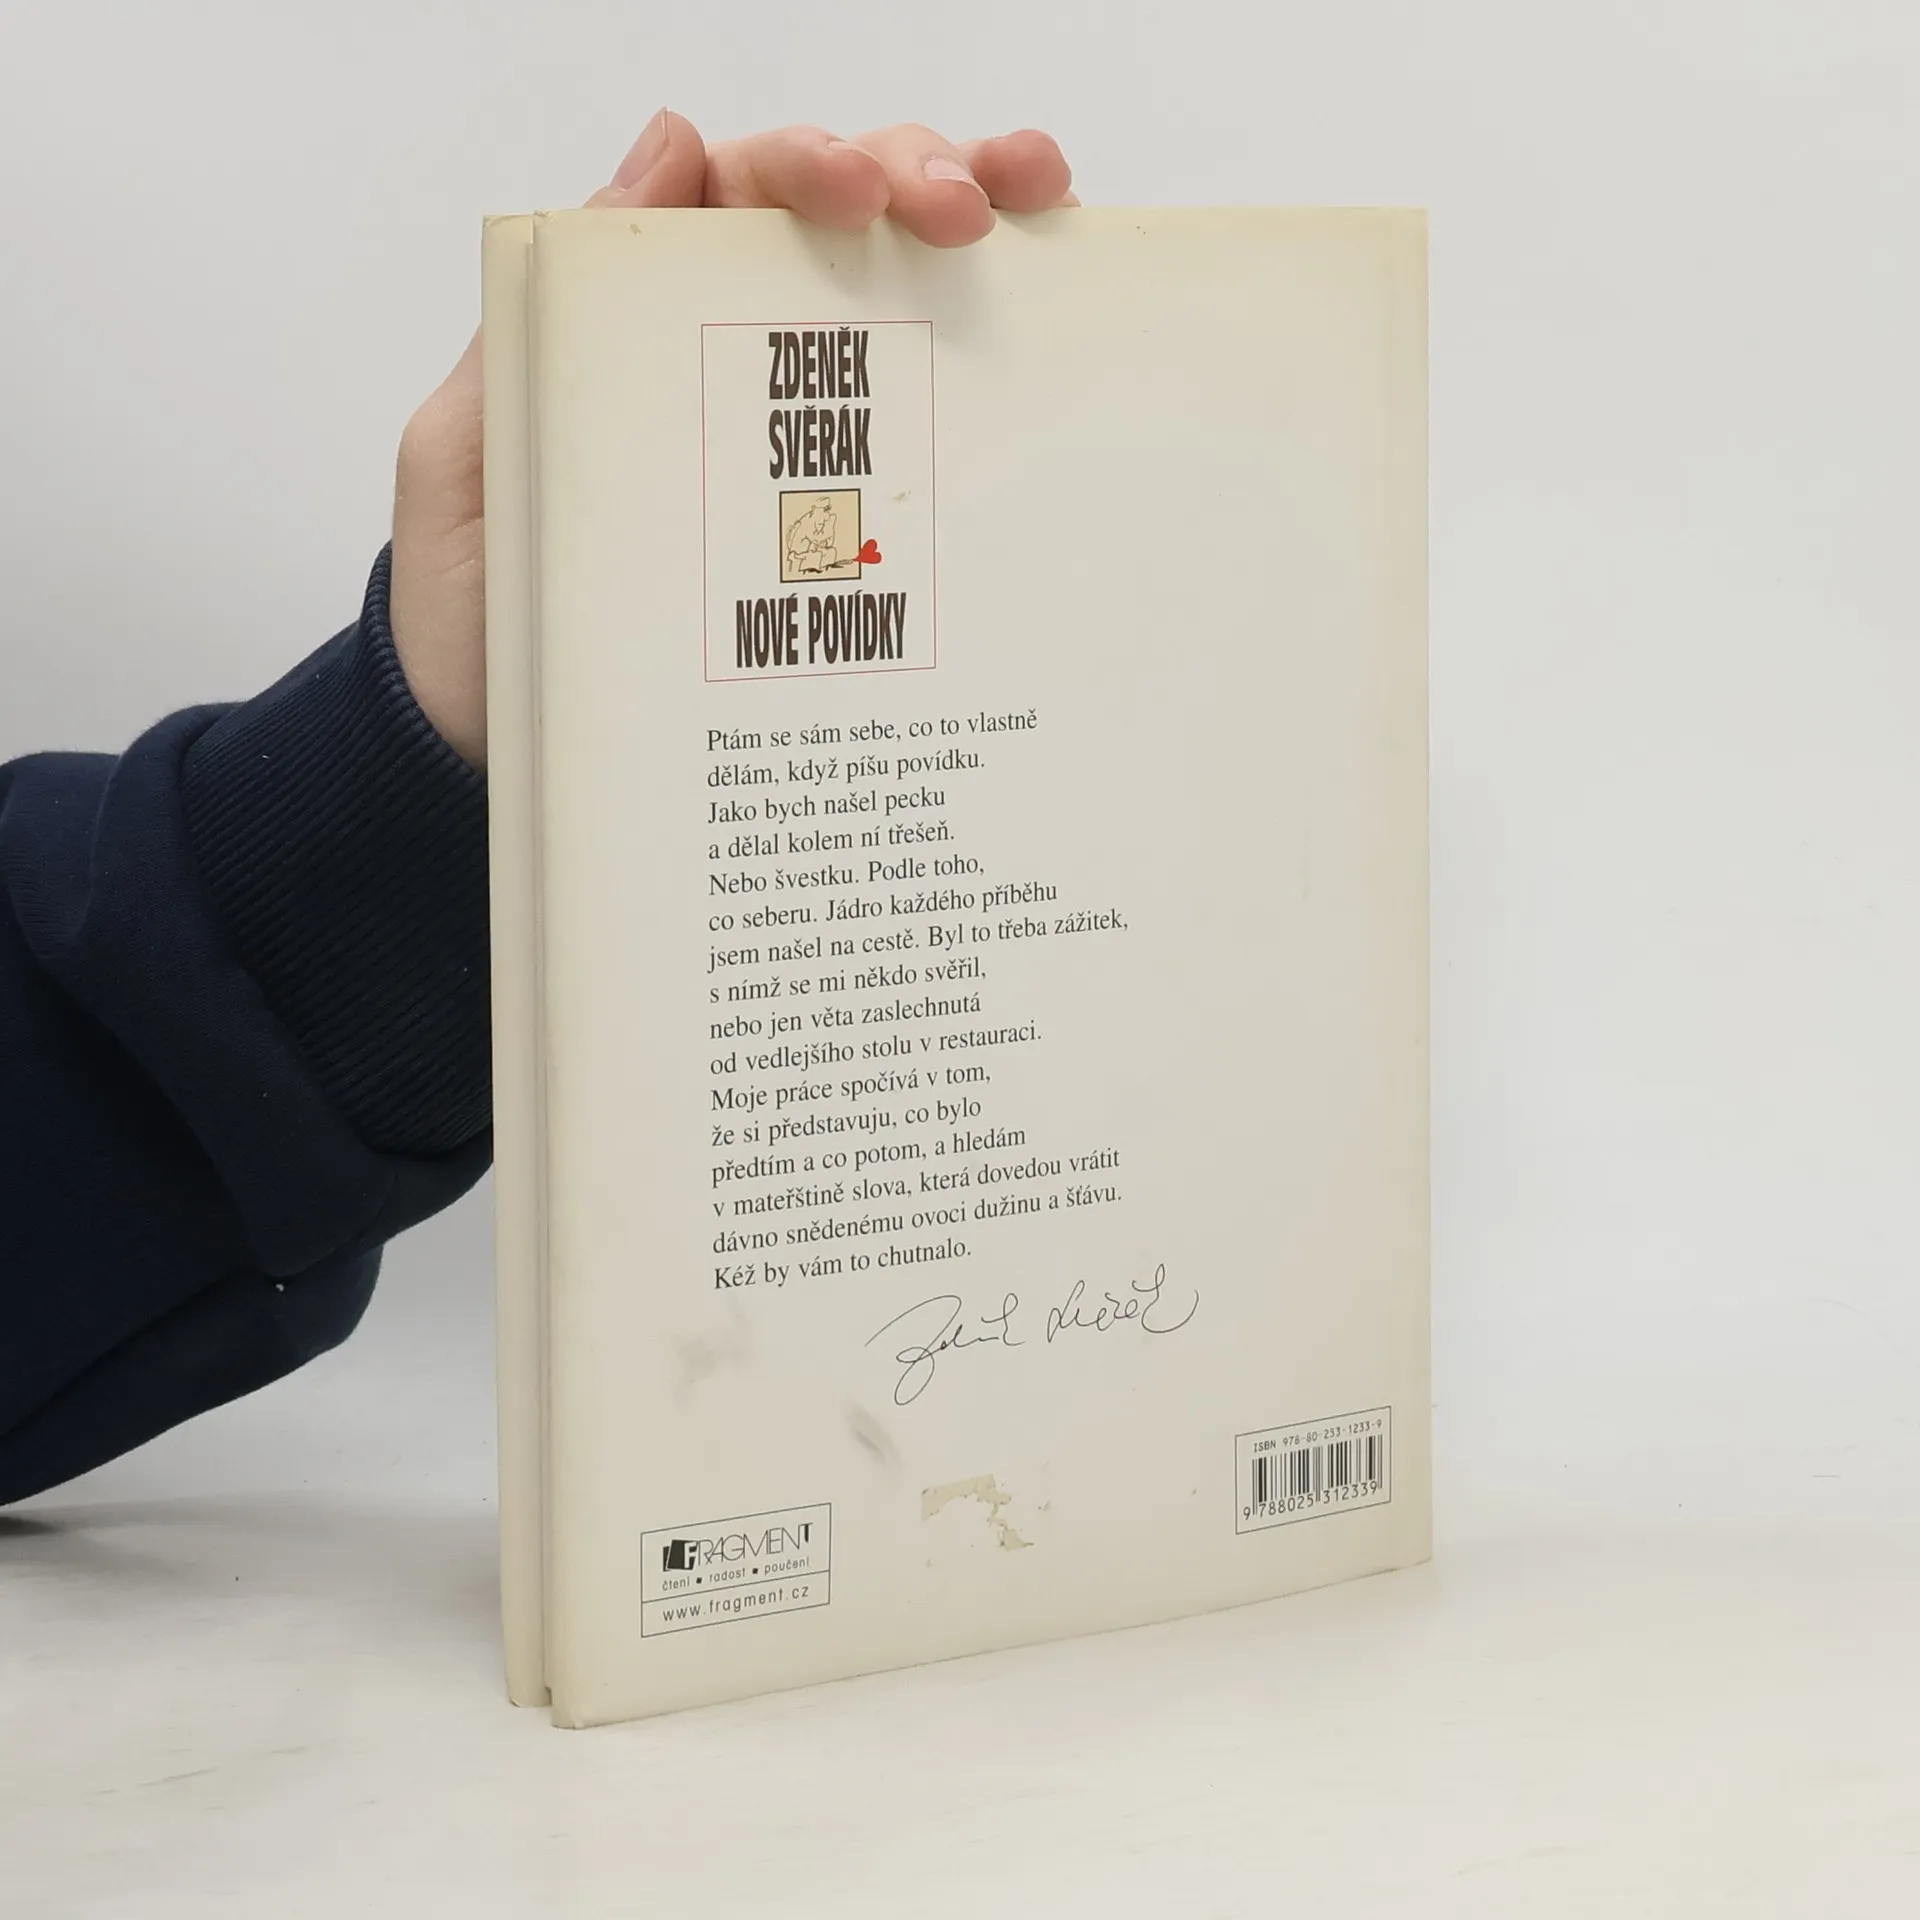 ZDENĚK
SVĚRÁK
NOVÉ POVÍDKY
Ptám se sám sebe, co to vlastně
dělám, když píšu povídku.
Jako bych našel pecku
a dělal kolem ní třešeň.
Nebo švestku. Podle toho,
co seberu. Jádro každého příběhu
jsem našel na cestě. Byl to třeba zážitek,
s nímž se mi někdo svěřil,
nebo jen věta zaslechnutá
od vedlejšího stolu v restauraci.
Moje práce spočívá v tom,
že si představuju, co bylo
předtím a co potom, a hledám
v mateřštině slova, která dovedou vrátit
dávno snědenému ovoci dužinu a šťávu.
Kéž by vám to chutnalo.
Zdeněk Svěrák
ISBN 978-80-253-1233-9
9 788025 312339
FRAGMENT
čtení ▪ radost ▪ poučení
www.fragment.cz